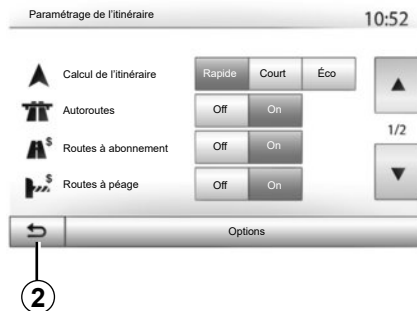 Paramétrage de l'itinéraire 10:52
Calcul de l'itinéraire Rapide Court Éco
Autoroutes Off On
1/2
$ Routes à abonnement Off On
$ Routes à péage Off On
Options
2